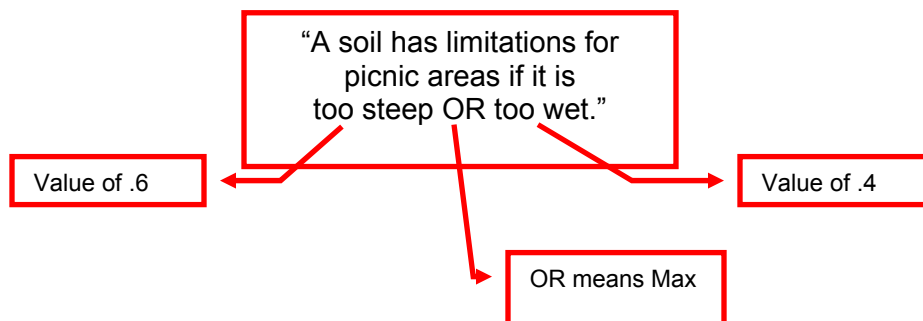 “A soil has limitations for
picnic areas if it is
too steep OR too wet.”
Value of .6
Value of .4
OR means Max